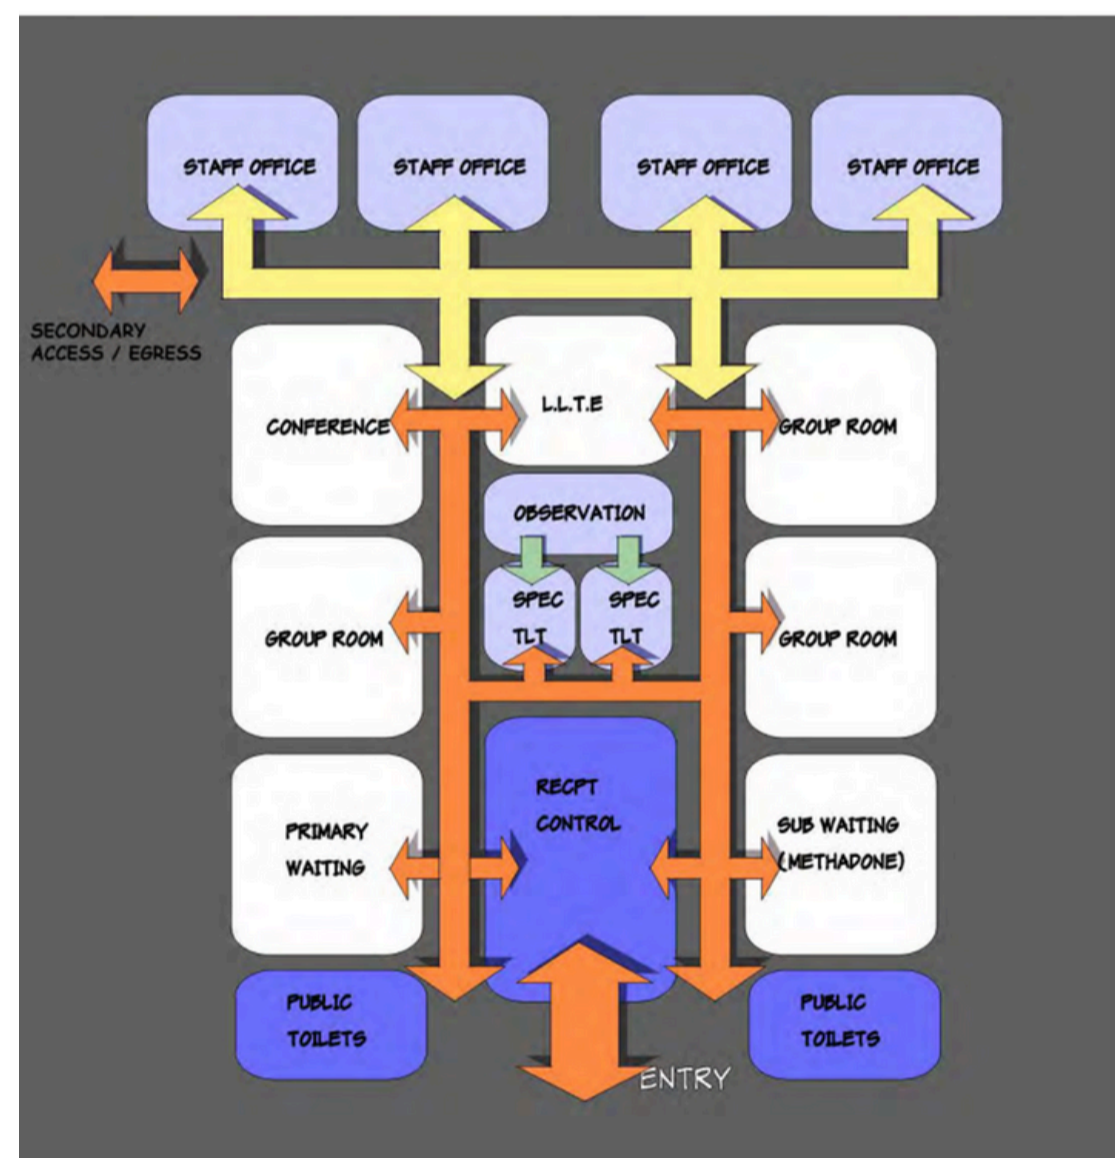 STAFF OFFICE
STAFF OFFICE
STAFF OFFICE
STAFF OFFICE
SECONDARY
ACCESS / EGRESS
CONFERENCE
L.L.T.E
GROUP ROOM
OBSERVATION
SPEC
TLT
SPEC
TLT
GROUP ROOM
GROUP ROOM
RECPT
CONTROL
PRIMARY
WAITING
SUB WAITING
(METHADONE)
PUBLIC
TOILETS
PUBLIC
TOILETS
ENTRY